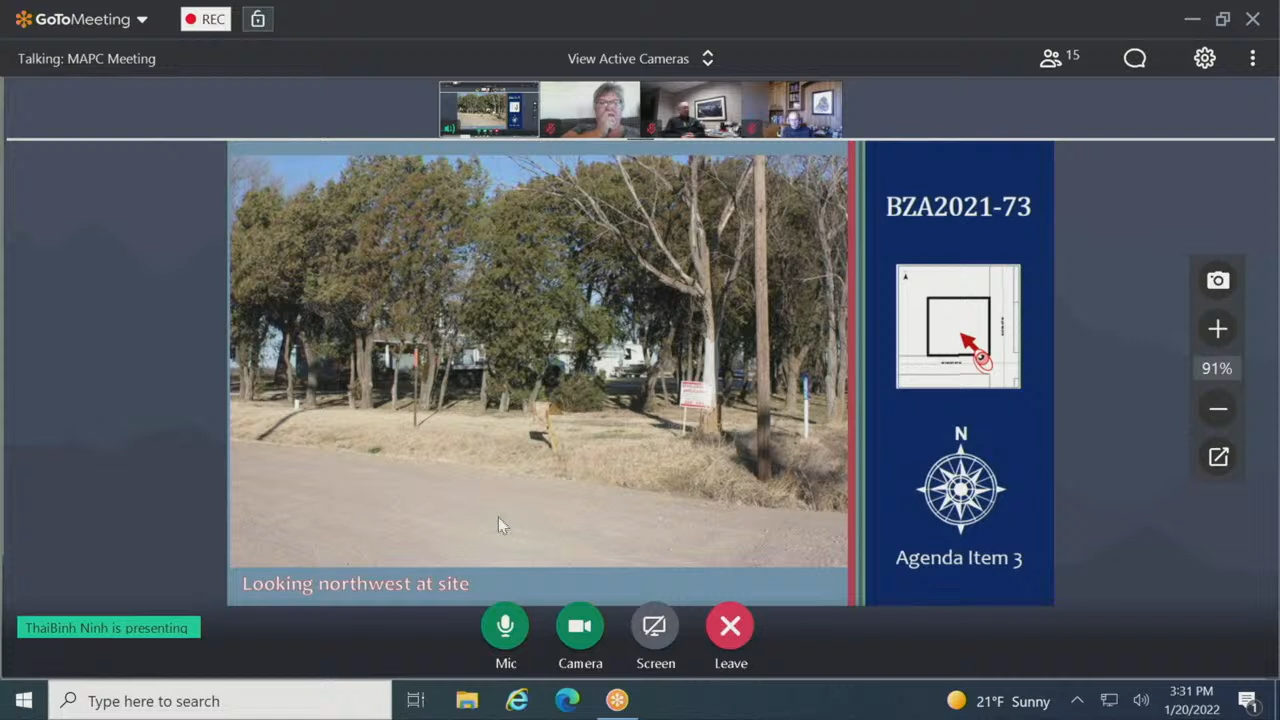 GoToMeeting
REC
Talking: MAPC Meeting
View Active Cameras
15
BZA2021-73
91%
N
Agenda Item 3
Looking northwest at site
ThaiBinh Ninh is presenting
Mic
Camera
Screen
Leave
Type here to search
21°F Sunny
3:31 PM
1/20/2022
1